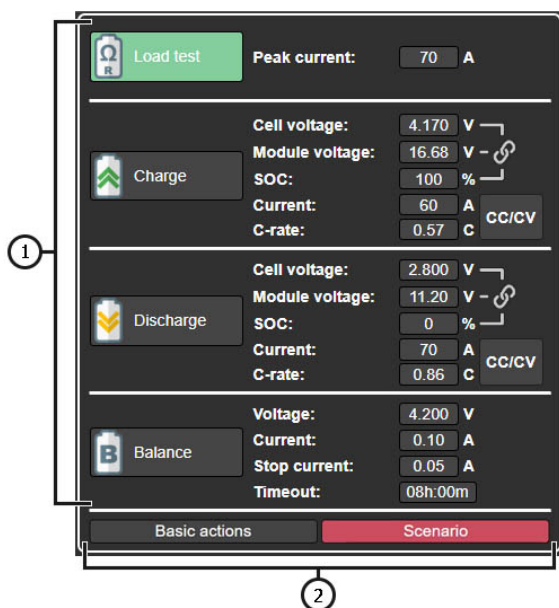 Ω
R
Load test
Peak current: 70 A
Cell voltage: 4.170 V
Module voltage: 16.68 V
Charge
SOC: 100 %
Current: 60 A
C-rate: 0.57 C
CC/CV
1
Cell voltage: 2.800 V
Module voltage: 11.20 V
Discharge
SOC: 0 %
Current: 70 A
C-rate: 0.86 C
CC/CV
Voltage: 4.200 V
B
Balance
Current: 0.10 A
Stop current: 0.05 A
Timeout: 08h:00m
Basic actions
Scenario
2